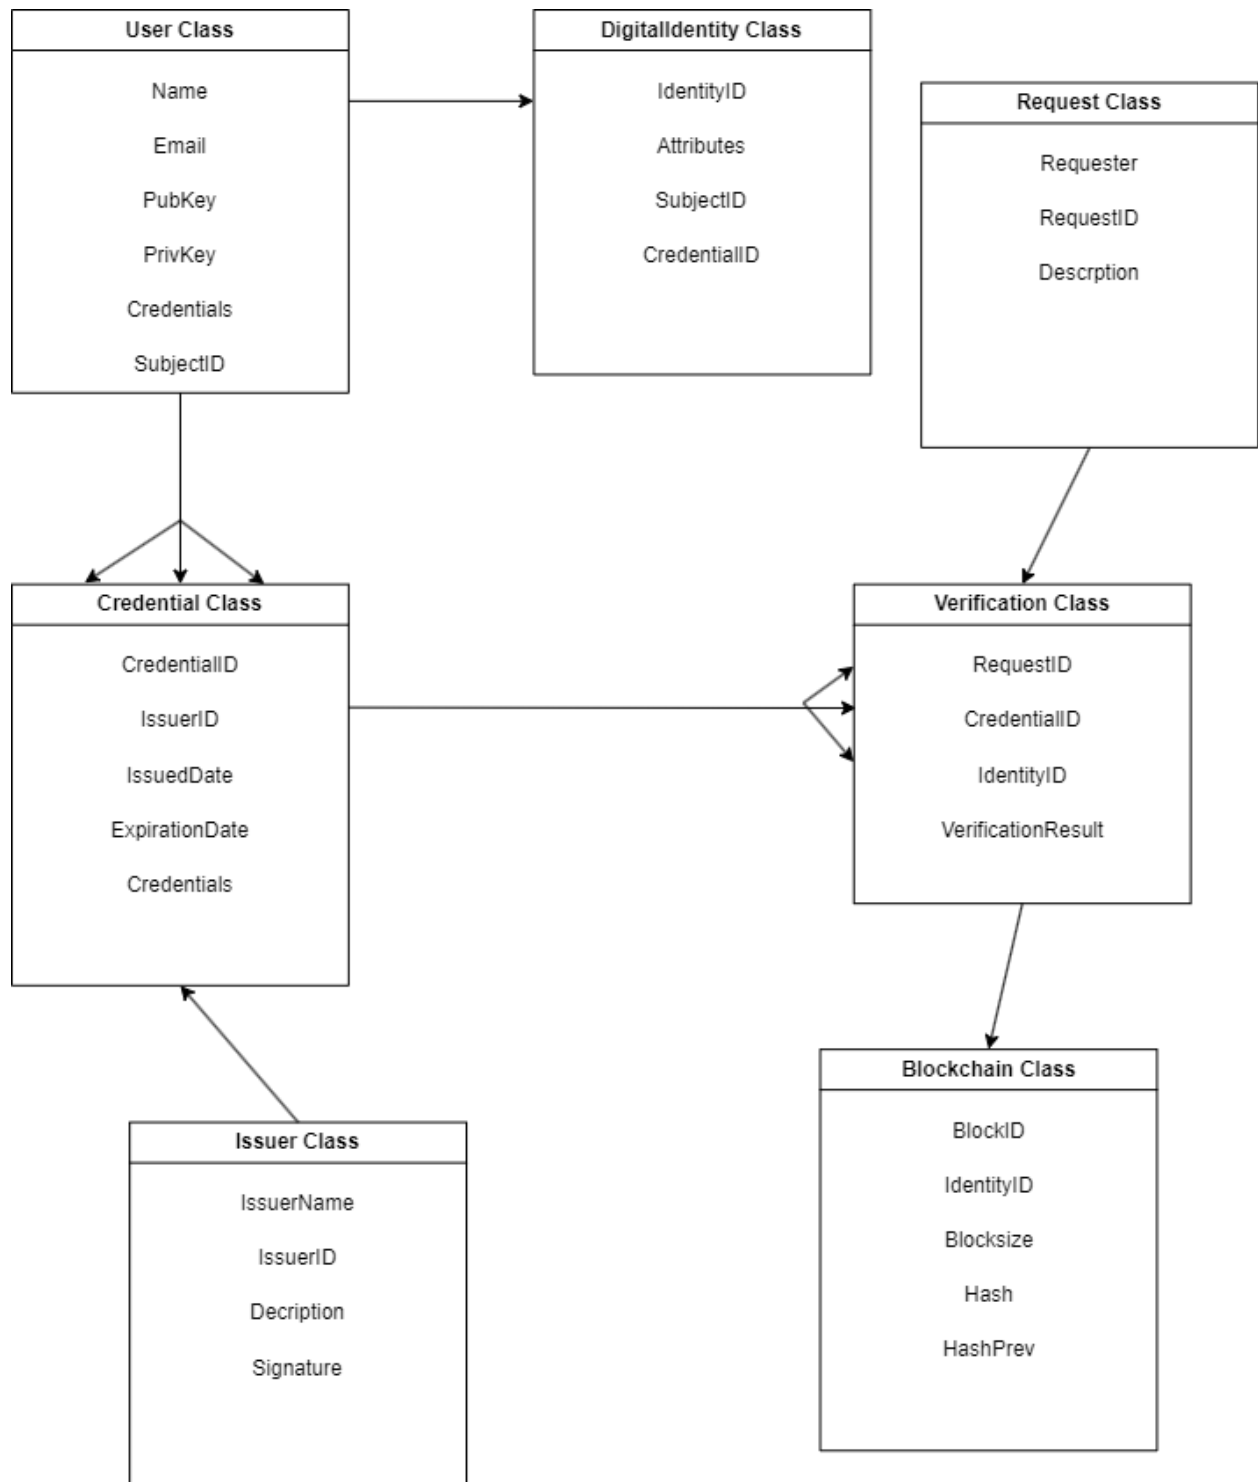 User Class
Name
Email
PubKey
PrivKey
Credentials
SubjectID
DigitalIdentity Class
IdentityID
Attributes
SubjectID
CredentialID
Request Class
Requester
RequestID
Descrption
Credential Class
CredentialID
IssuerID
IssuedDate
ExpirationDate
Credentials
Verification Class
RequestID
CredentialID
IdentityID
VerificationResult
Issuer Class
IssuerName
IssuerID
Decription
Signature
Blockchain Class
BlockID
IdentityID
Blocksize
Hash
HashPrev